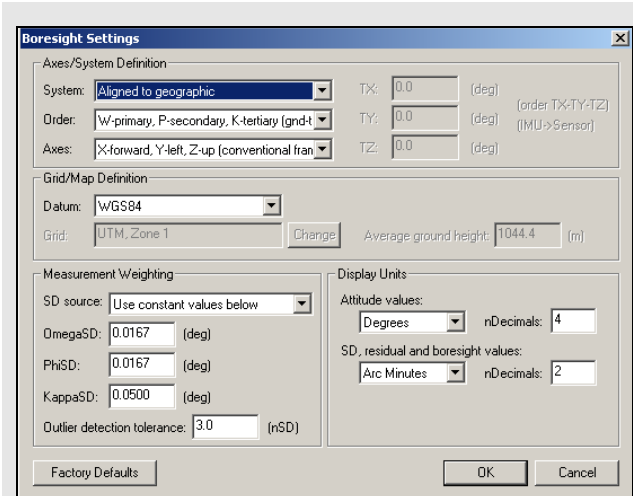 Boresight Settings
Axes/System Definition
System: Aligned to geographic TX: 0.0 (deg)
Order: W-primary, P-secondary, K-tertiary (gnd-t TY: 0.0 (deg)
Axes: X-forward, Y-left, Z-up (conventional fran TZ: 0.0 (deg)
(order TX-TY-TZ)
(IMU->Sensor)
Grid/Map Definition
Datum: WGS84
Grid: UTM, Zone 1 Change Average ground height: 1044.4 (m)
Measurement Weighting
SD source: Use constant values below
OmegaSD: 0.0167 (deg)
PhiSD: 0.0167 (deg)
KappaSD: 0.0500 (deg)
Outlier detection tolerance: 3.0 (nSD)
Display Units
Attitude values:
Degrees nDecimals: 4
SD, residual and boresight values:
Arc Minutes nDecimals: 2
Factory Defaults OK Cancel